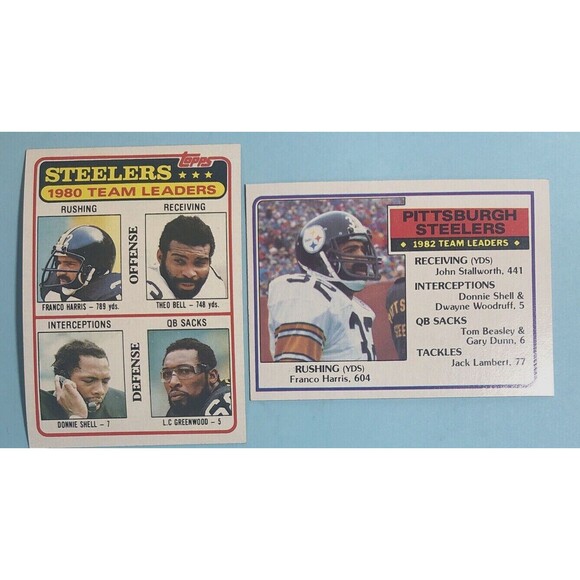 topps
STEELERS ★★★
1980 TEAM LEADERS
RUSHING
RECEIVING
OFFENSE
FRANCO HARRIS - 789 yds.
THEO BELL - 748 yds.
INTERCEPTIONS
QB SACKS
DEFENSE
DONNIE SHELL - 7
L.C GREENWOOD - 5
PITTSBURGH
STEELERS
♦ 1982 TEAM LEADERS ♦
RECEIVING (YDS)
John Stallworth, 441
INTERCEPTIONS
Donnie Shell &
Dwayne Woodruff, 5
QB SACKS
Tom Beasley &
Gary Dunn, 6
TACKLES
Jack Lambert, 77
32
RUSHING (YDS)
Franco Harris, 604